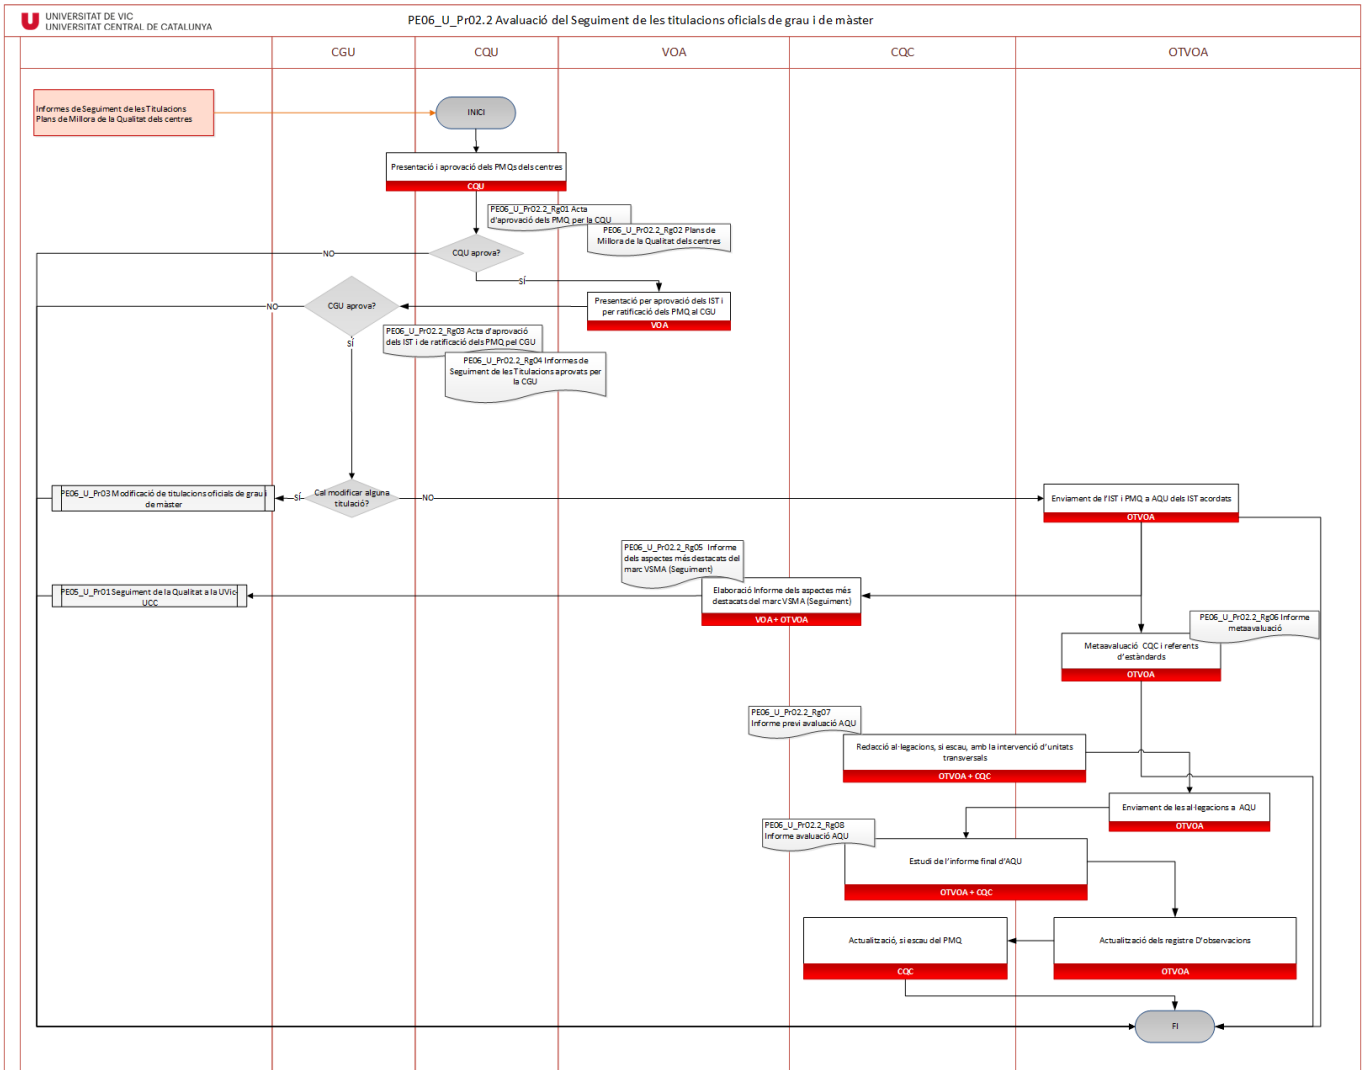 UNIVERSITAT DE VIC
UNIVERSITAT CENTRAL DE CATALUNYA
PE06_U_Pr02.2 Avaluació del Seguiment de les titulacions oficials de grau i de màster
CGU
CQU
VOA
CQC
OTVOA
Informes de Seguiment de les Titulacions
Plans de Millora de la Qualitat dels centres
INICI
Presentació i aprovació dels PMQs dels centres
CQU
PE06_U_Pr02.2_Rg01 Acta
d'aprovació dels PMQ per la CQU
PE06_U_Pr02.2_Rg02 Plans de
Millora de la Qualitat dels centres
CQU aprova?
NO
SÍ
Presentació per aprovació dels IST i
per ratificació dels PMQ al CGU
VOA
CGU aprova?
NO
SÍ
PE06_U_Pr02.2_Rg03 Acta d'aprovació
dels IST i de ratificació dels PMQ pel CGU
PE06_U_Pr02.2_Rg04 Informes de
Seguiment de les Titulacions aprovats per
la CGU
PE06_U_Pr03 Modificació de titulacions oficials de grau i
de màster
SÍ
Cal modificar alguna
titulació?
NO
Enviament de l'IST i PMQ a AQU dels IST acordats
OTVOA
PE06_U_Pr02.2_Rg05 Informe
dels aspectes més destacats del
marc VSMA (Seguiment)
PE05_U_Pr01 Seguiment de la Qualitat a la UVic-
UCC
Elaboració Informe dels aspectes més
destacats del marc VSMA (Seguiment)
VOA + OTVOA
PE06_U_Pr02.2_Rg06 Informe
metaavaluació
Metaavaluació CQC i referents
d'estàndards
OTVOA
PE06_U_Pr02.2_Rg07
Informe previ avaluació AQU
Redacció al·legacions, si escau, amb la intervenció d'unitats
transversals
OTVOA + CQC
Enviament de les al·legacions a AQU
OTVOA
PE06_U_Pr02.2_Rg08
Informe avaluació AQU
Estudi de l'informe final d'AQU
OTVOA + CQC
Actualització, si escau del PMQ
CQC
Actualització dels registre D'observacions
OTVOA
FI